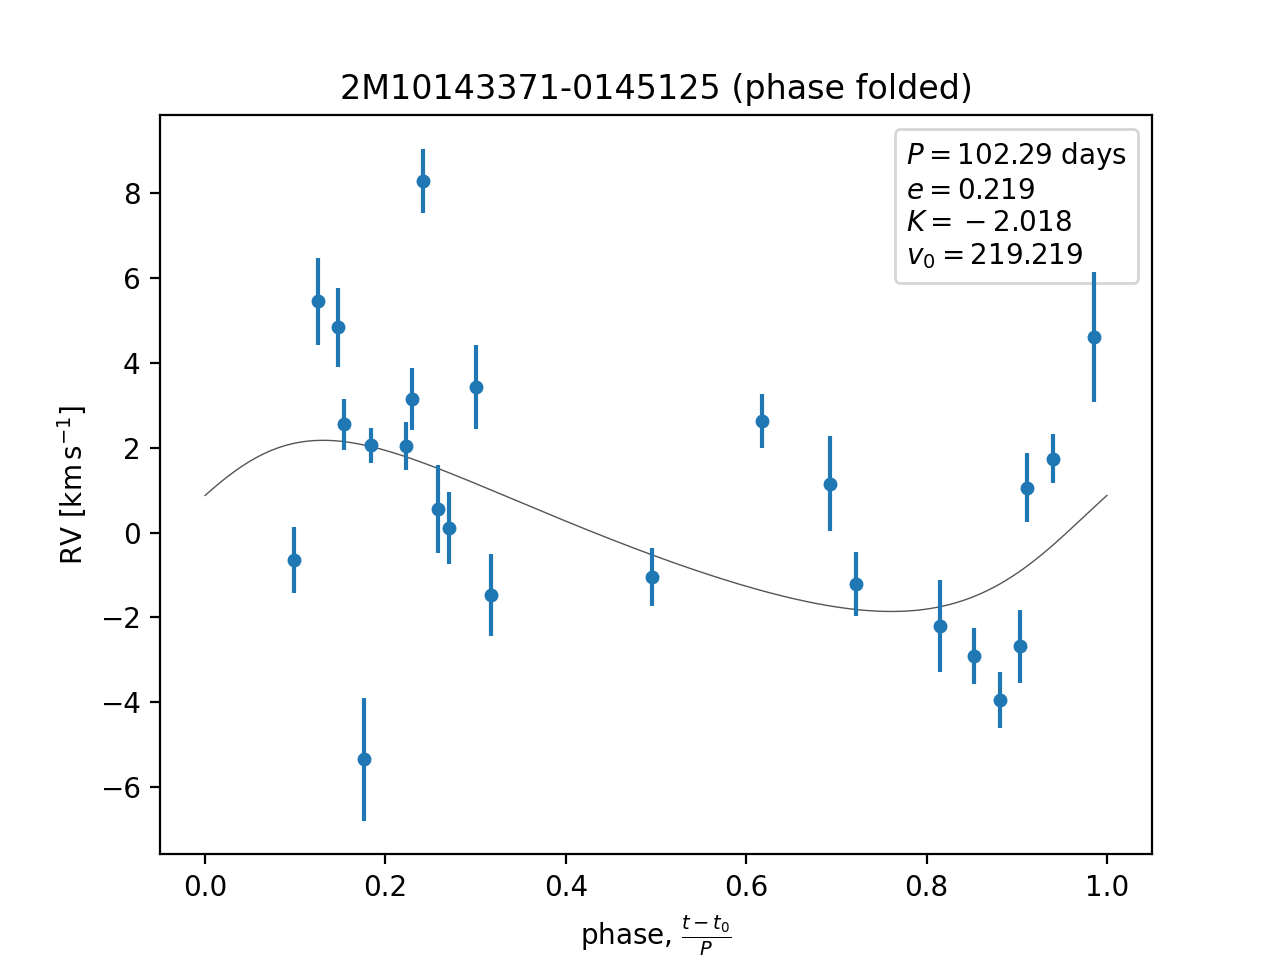 2M10143371-0145125 (phase folded)
P = 102.29 days
e = 0.219
K = −2.018
v₀ = 219.219
RV [km s⁻¹]
8
6
4
2
0
−2
−4
−6
0.0 0.2 0.4 0.6 0.8 1.0
phase, (t − t₀)/P